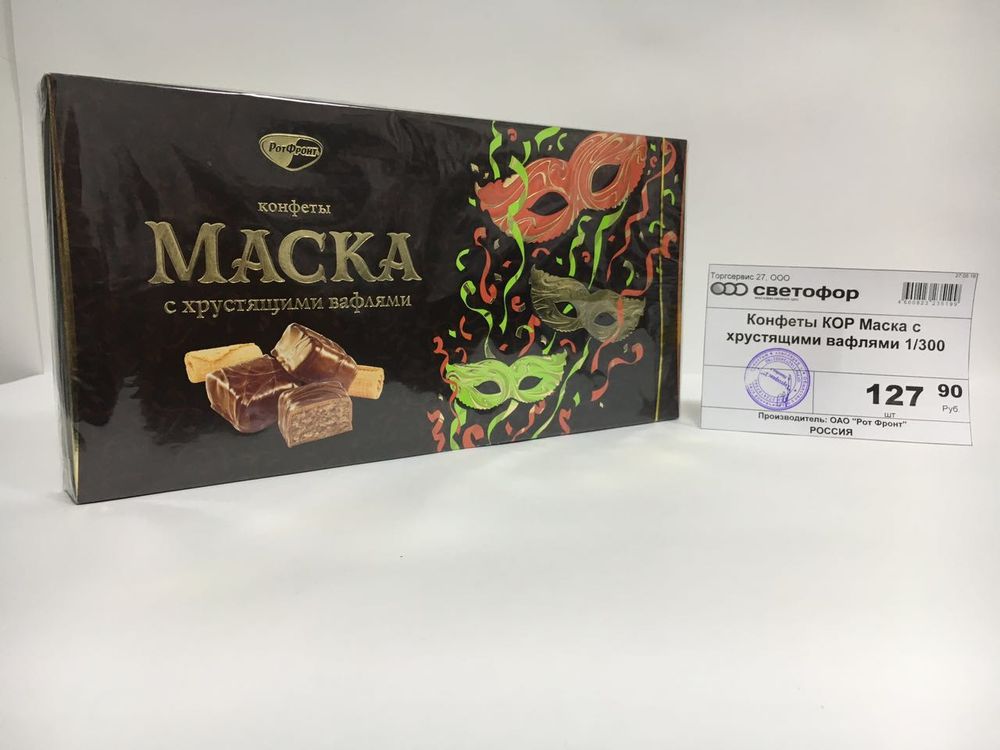 РотФронт
конфеты
МАСКА
с хрустящими вафлями
Торгсервис 27, ООО
светофор
Конфеты КОР Маска с
хрустящими вафлями 1/300
127 90
шт Руб.
Производитель: ОАО "Рот Фронт"
РОССИЯ